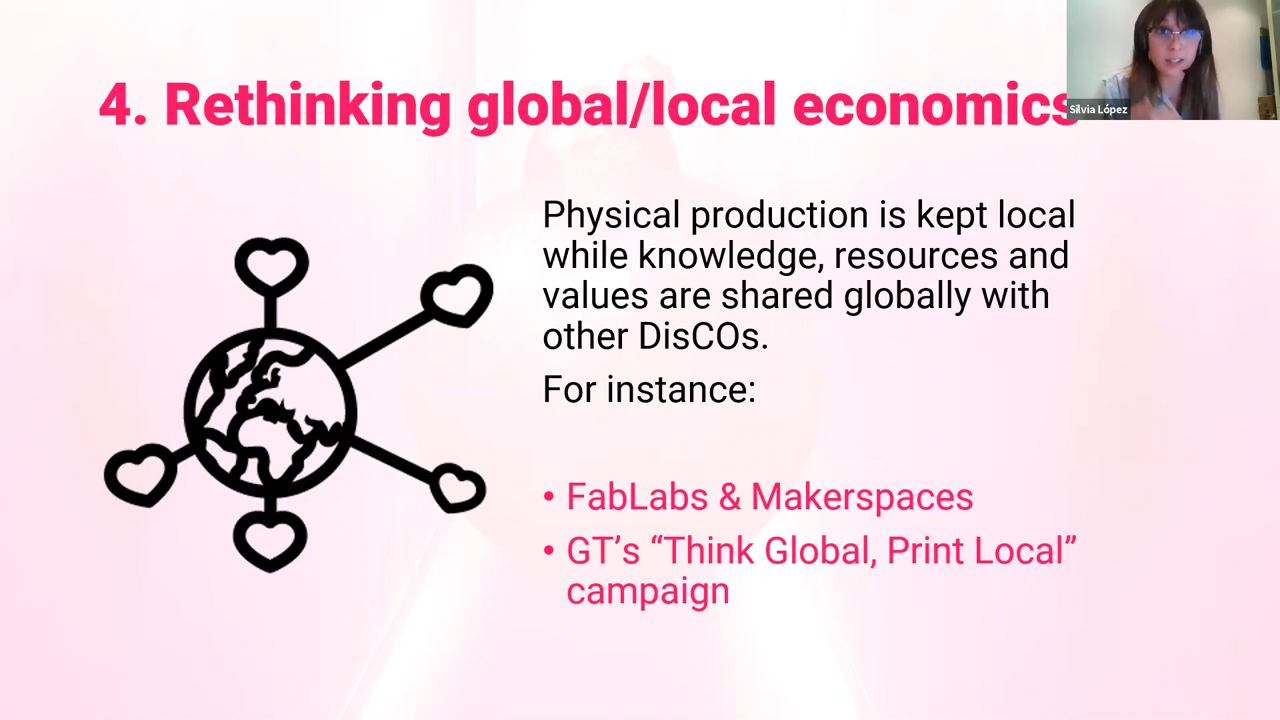 4. Rethinking global/local economics
Silvia López
Physical production is kept local
while knowledge, resources and
values are shared globally with
other DisCOs.
For instance:
• FabLabs & Makerspaces
• GT’s “Think Global, Print Local”
campaign